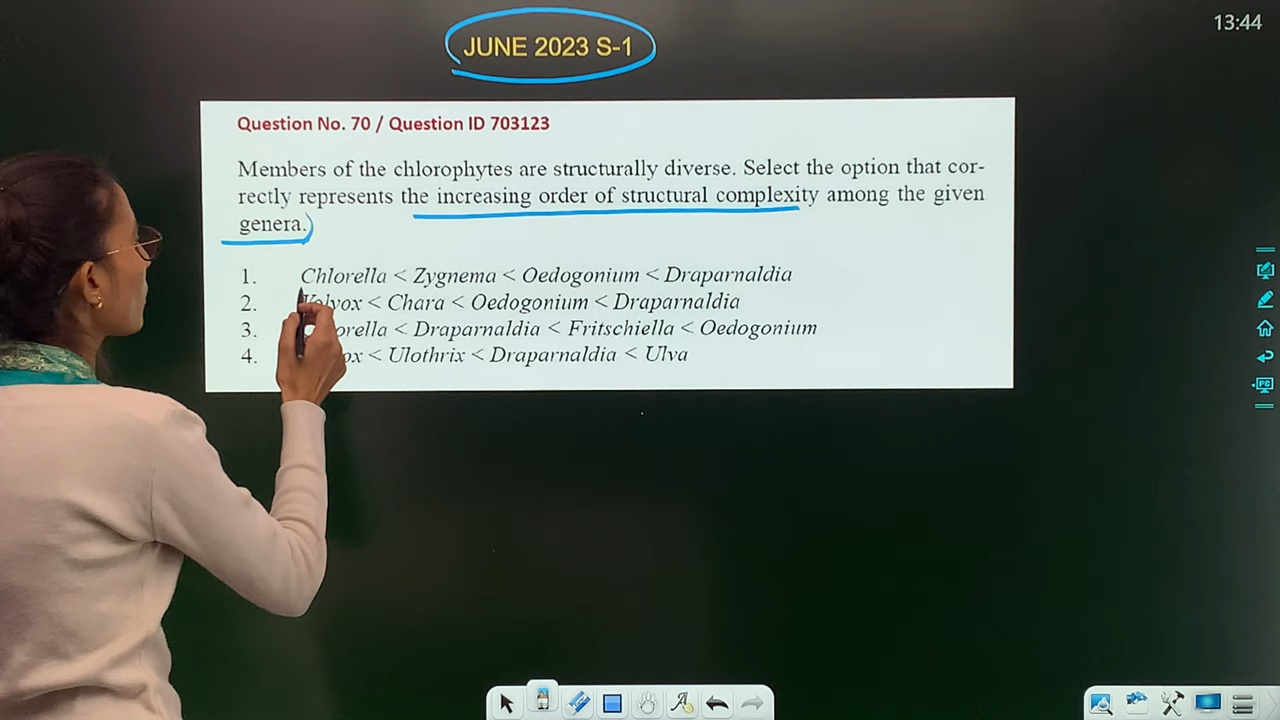 13:44
JUNE 2023 S-1
Question No. 70 / Question ID 703123
Members of the chlorophytes are structurally diverse. Select the option that cor-
rectly represents the increasing order of structural complexity among the given
genera.
1. Chlorella < Zygnema < Oedogonium < Draparnaldia
2. Volvox < Chara < Oedogonium < Draparnaldia
3. < Draparnaldia < Fritschiella < Oedogonium
4. < Ulothrix < Draparnaldia < Ulva
PC